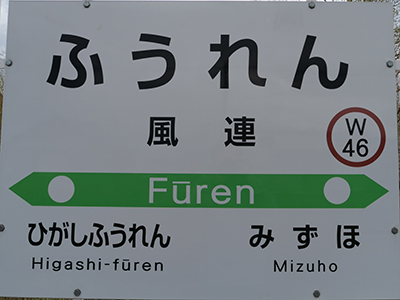 ふうれん
風連
W
46
Fūren
ひがしふうれん みずほ
Higashi-fūren Mizuho